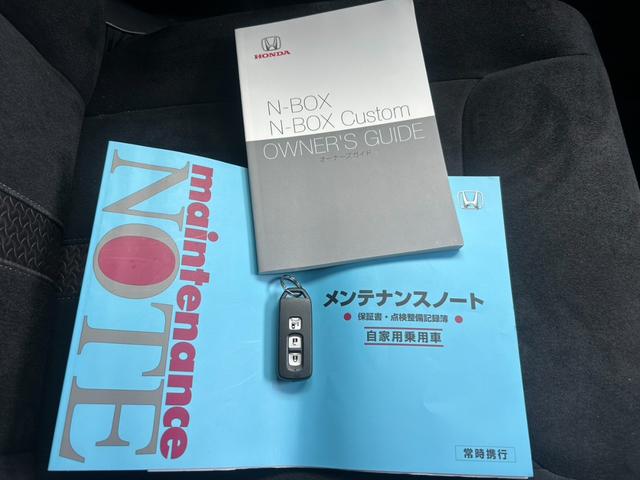 HONDA
N-BOX
N-BOX Custom
OWNER'S GUIDE
オーナーズガイド
maintenance
NOTE
メンテナンスノート
● 保証書・点検整備記録簿 ●
自家用乗用車
常時携行